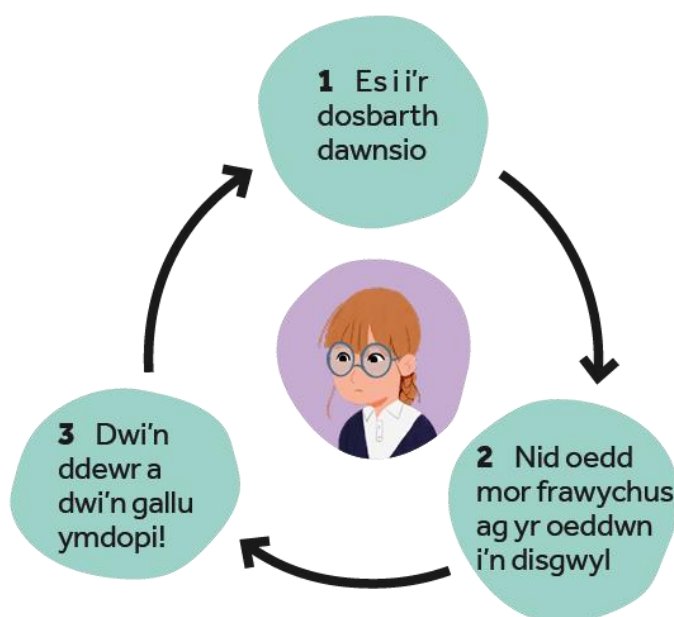 1 Es i i'r
dosbarth
dawnsio
2 Nid oedd
mor frawychus
ag yr oeddwn
i'n disgwyl
3 Dwi'n
ddewr a
dwi'n gallu
ymdopi!